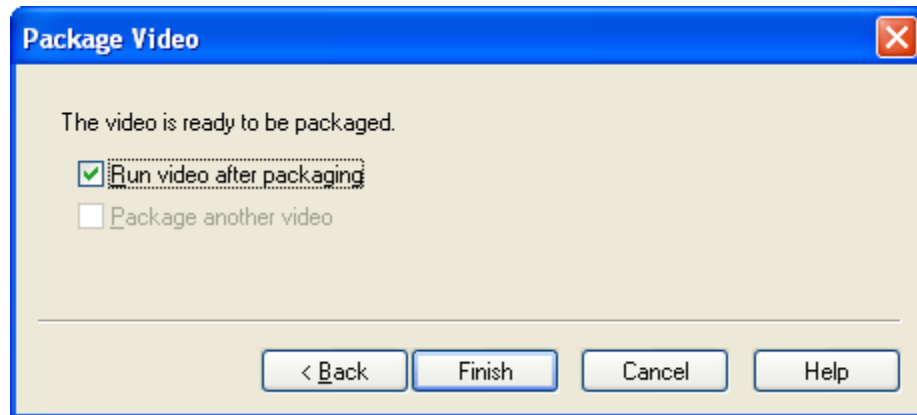 Package Video
The video is ready to be packaged.
Run video after packaging
Package another video
< Back Finish Cancel Help